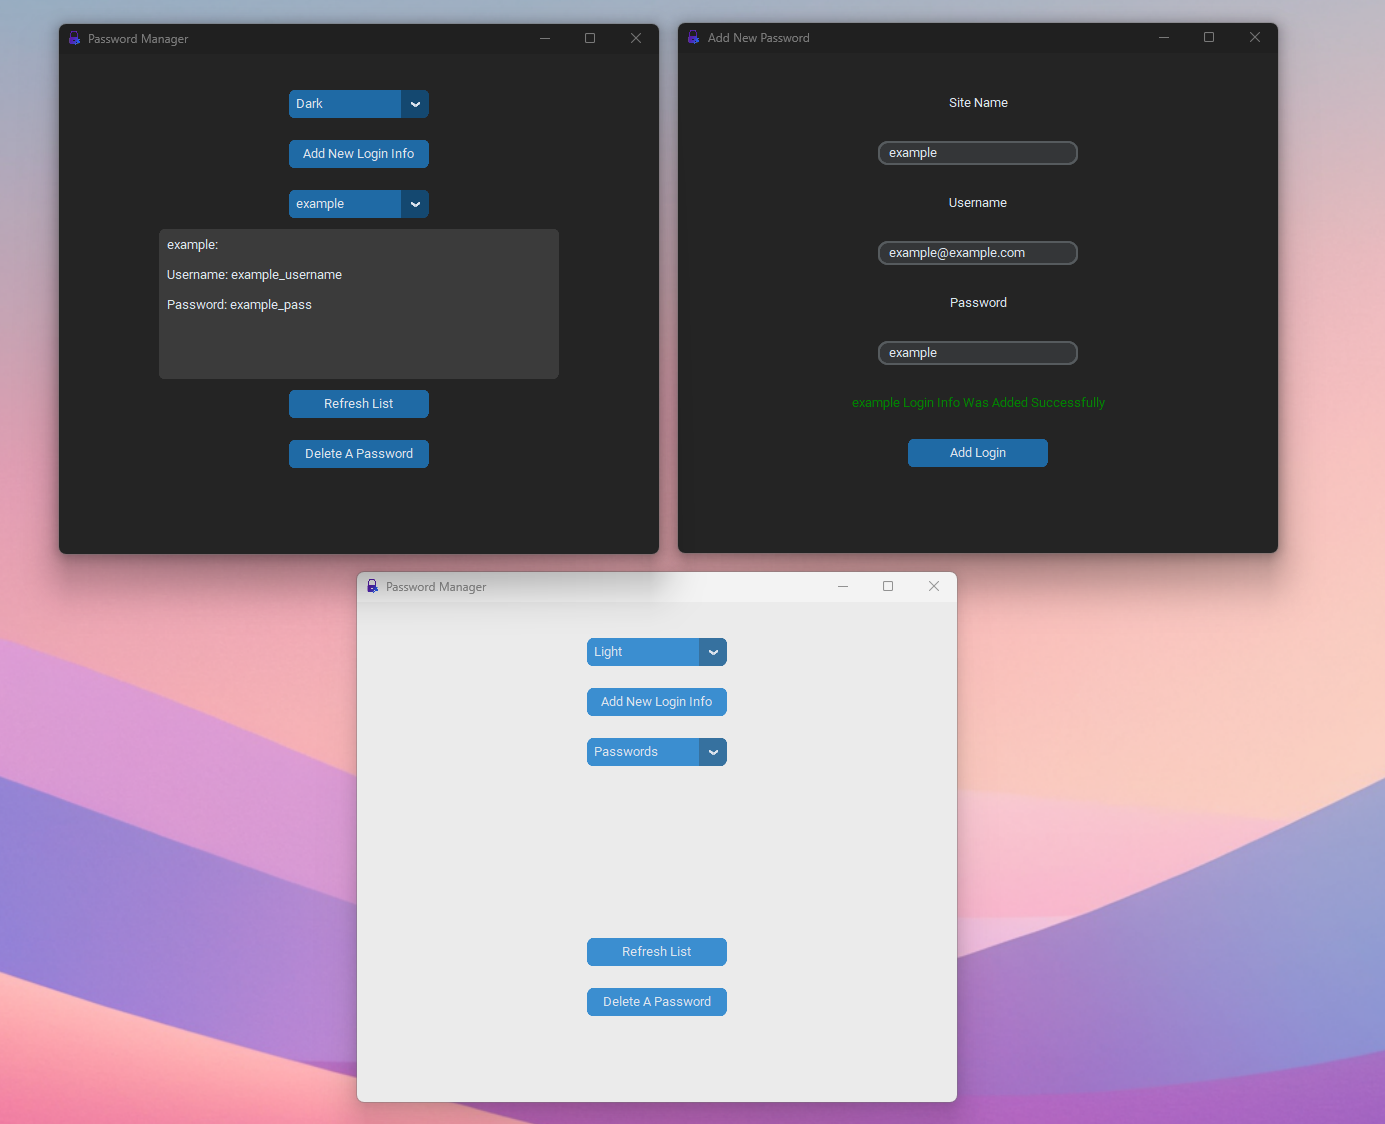 Password Manager
Dark
Add New Login Info
example
example:
Username: example_username
Password: example_pass
Refresh List
Delete A Password
Add New Password
Site Name
example
Username
example@example.com
Password
example
example Login Info Was Added Successfully
Add Login
Password Manager
Light
Add New Login Info
Passwords
Refresh List
Delete A Password